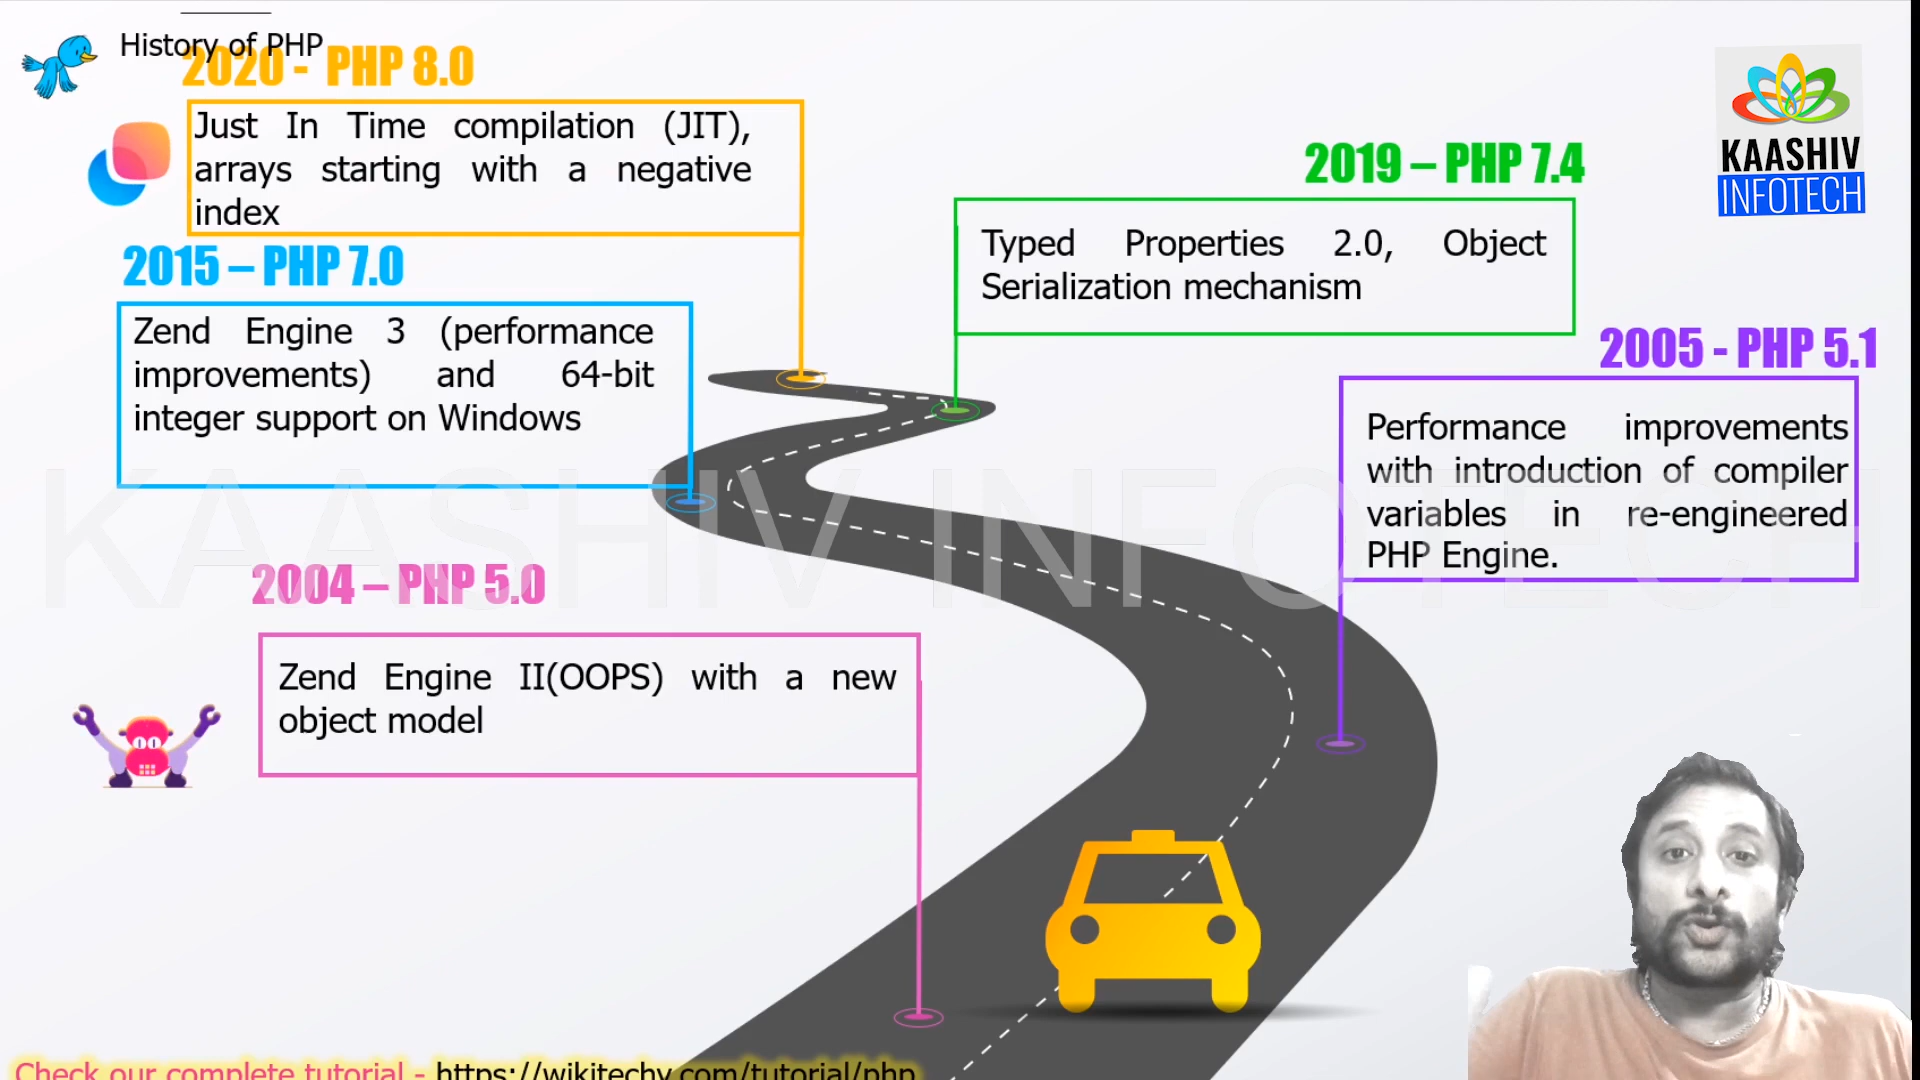 History of PHP
2020 - PHP 8.0
Just In Time compilation (JIT),
arrays starting with a negative
index
KAASHIV
INFOTECH
2019 – PHP 7.4
Typed Properties 2.0, Object
Serialization mechanism
2015 – PHP 7.0
Zend Engine 3 (performance
improvements) and 64-bit
integer support on Windows
2005 - PHP 5.1
Performance improvements
with introduction of compiler
variables in re-engineered
PHP Engine.
KAASHIV INFOTECH
2004 – PHP 5.0
Zend Engine II(OOPS) with a new
object model
Check our complete tutorial - https://wikitechy.com/tutorial/php